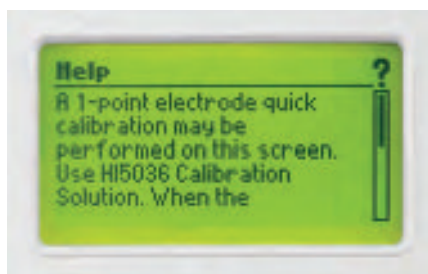 Help ?
A 1-point electrode quick
calibration may be
performed on this screen.
Use HI5036 Calibration
Solution. When the